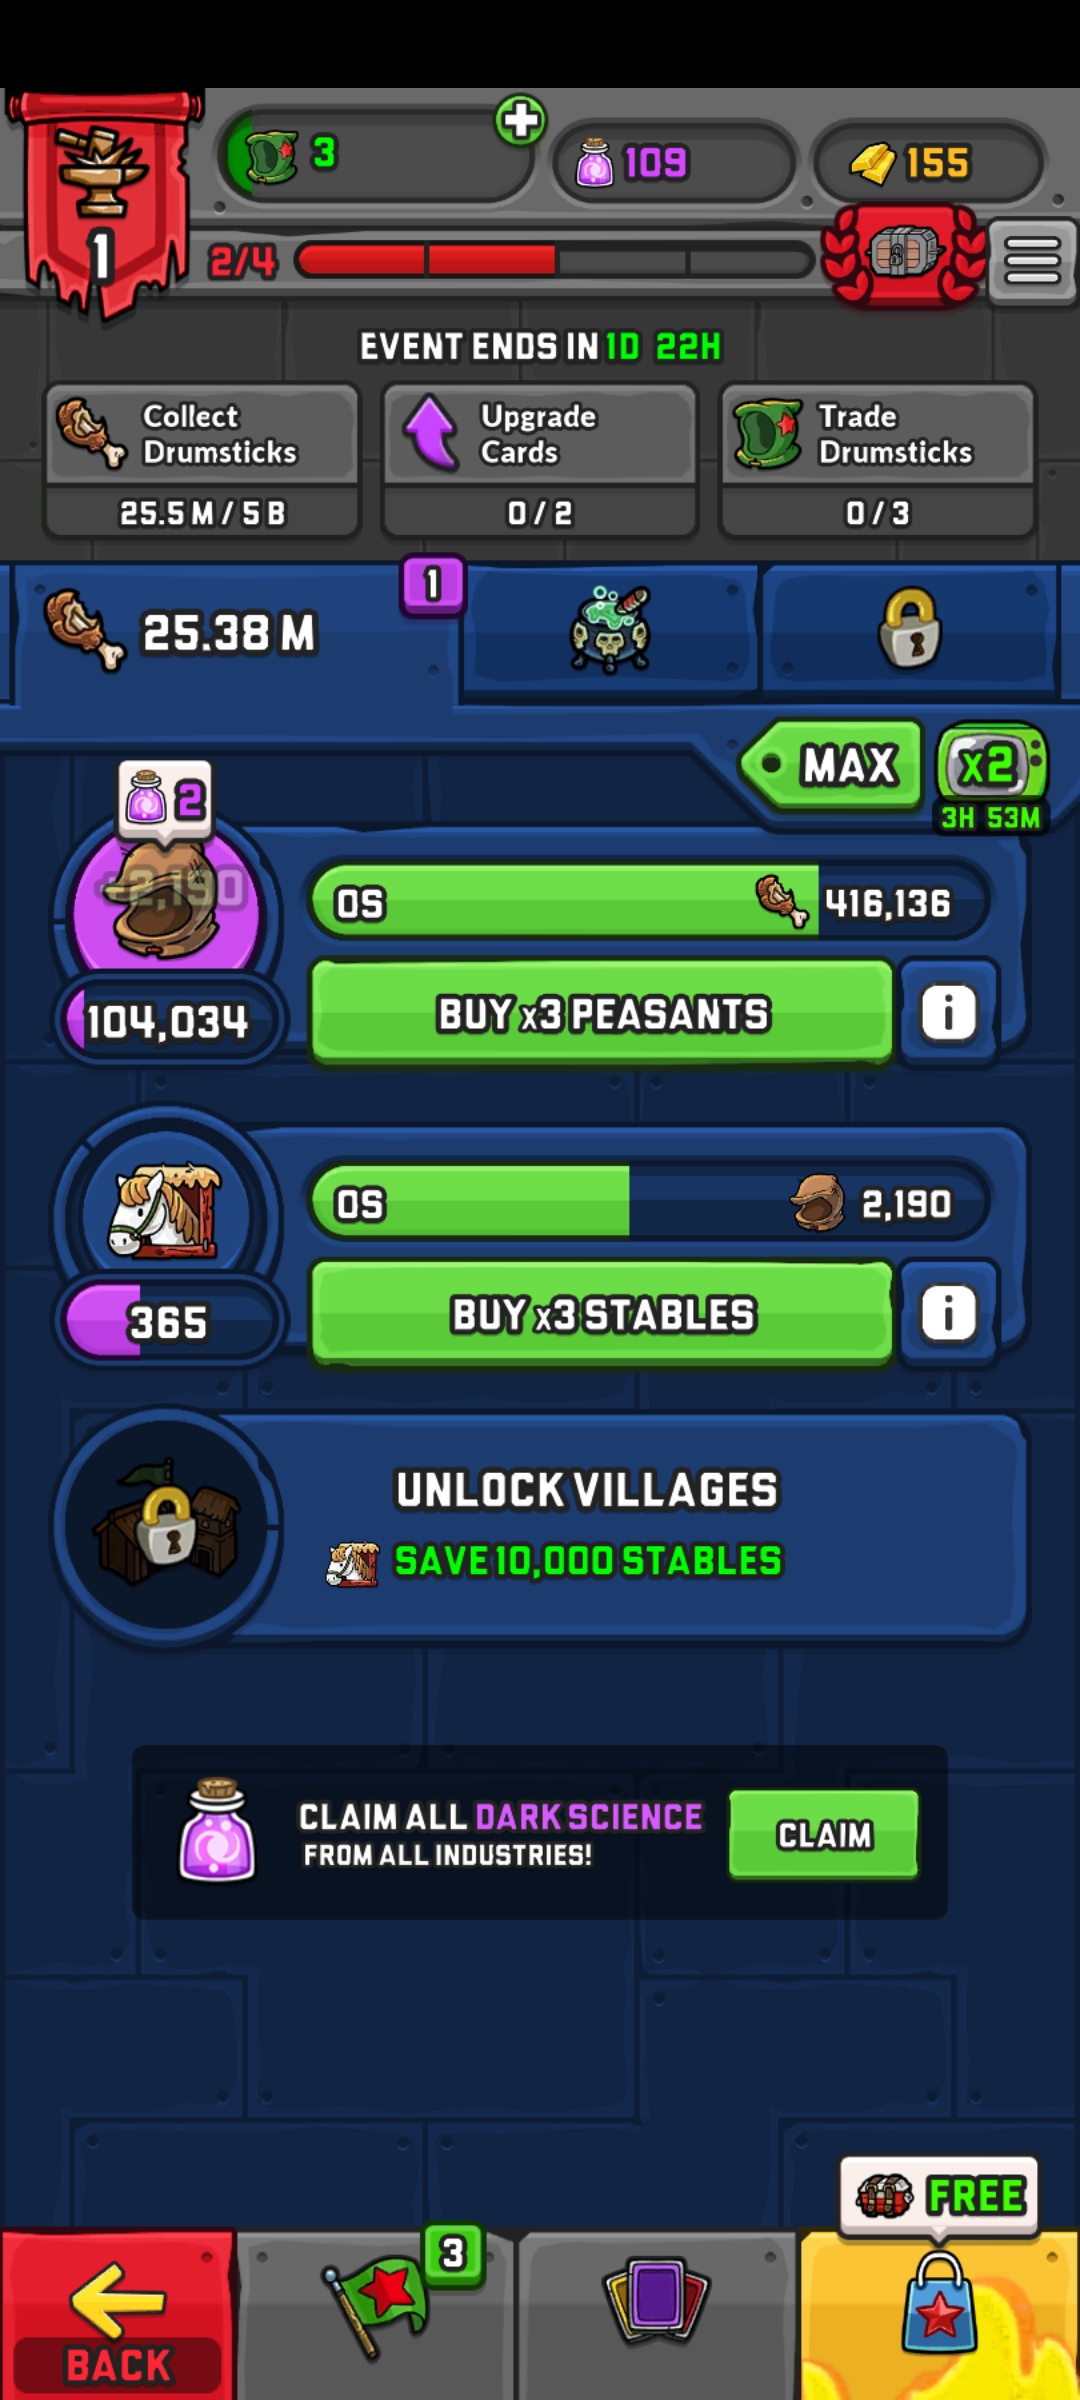 3
109
155
1
2/4
EVENT ENDS IN 1D 22H
Collect
Drumsticks
25.5 M / 5 B
Upgrade
Cards
0 / 2
Trade
Drumsticks
0 / 3
25.38 M
1
MAX
x2
3H 53M
2
+2,190
0S
416,136
104,034
BUY x3 PEASANTS
i
0S
2,190
365
BUY x3 STABLES
i
UNLOCK VILLAGES
SAVE 10,000 STABLES
CLAIM ALL DARK SCIENCE
FROM ALL INDUSTRIES!
CLAIM
FREE
3
BACK